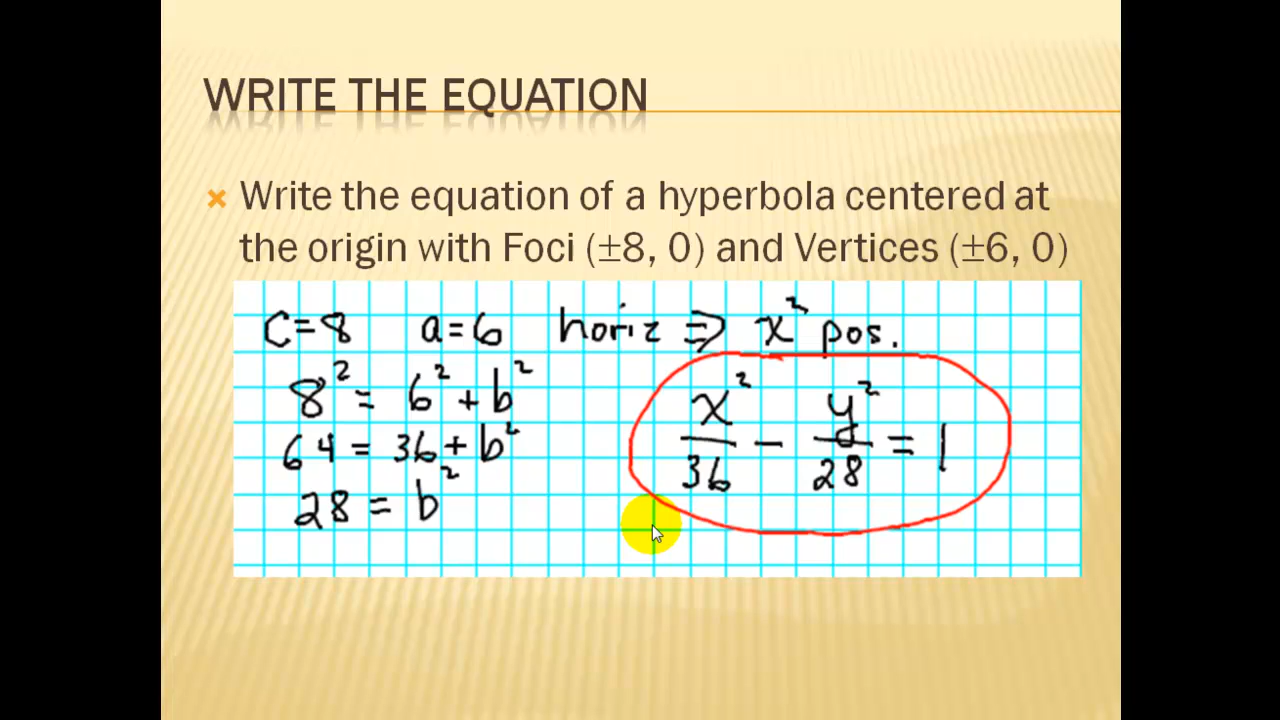 WRITE THE EQUATION
Write the equation of a hyperbola centered at
the origin with Foci (±8, 0) and Vertices (±6, 0)
c=8 a=6 horiz ⇒ x² pos.
8² = 6² + b²
64 = 36 + b²
28 = b²
x²/36 − y²/28 = 1